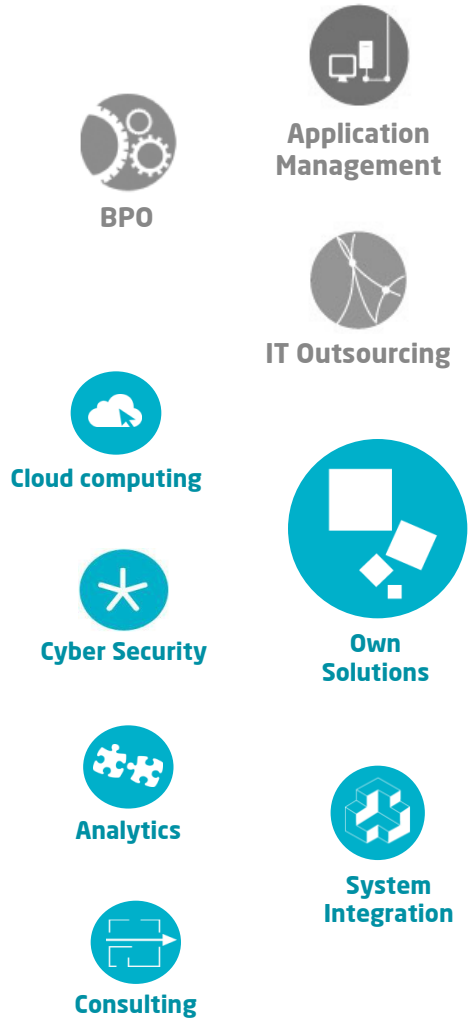 Application
Management
BPO
IT Outsourcing
Cloud computing
Own
Solutions
Cyber Security
Analytics
System
Integration
Consulting